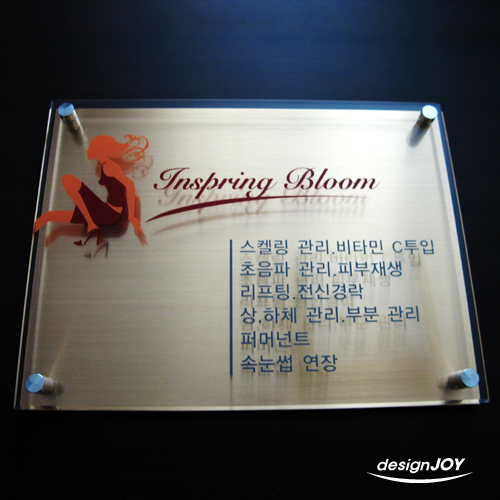 Inspring Bloom
스켈링 관리.비타민 C투입
초음파 관리.피부재생
리프팅.전신경락
상,하체 관리.부분 관리
퍼머넌트
속눈썹 연장
designJOY